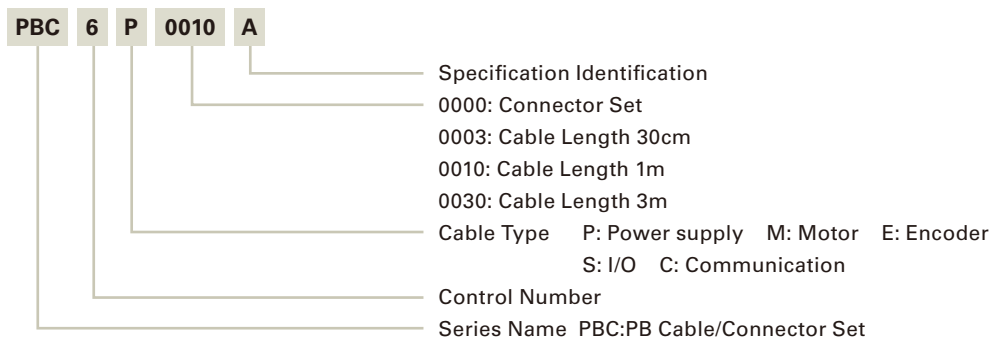 PBC 6 P 0010 A
Specification Identification
0000: Connector Set
0003: Cable Length 30cm
0010: Cable Length 1m
0030: Cable Length 3m
Cable Type P: Power supply M: Motor E: Encoder
S: I/O C: Communication
Control Number
Series Name PBC:PB Cable/Connector Set